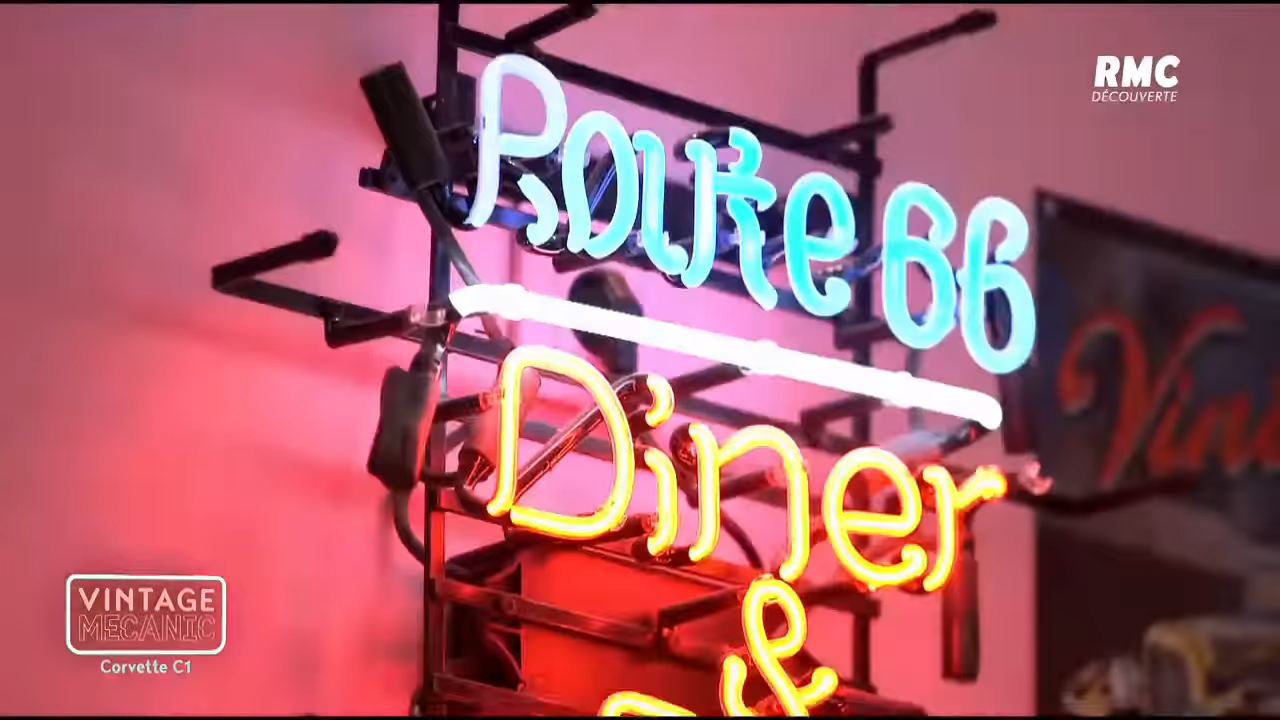 RMC
DÉCOUVERTE
Route 66
Diner
&
VINTAGE
MECANIC
Corvette C1